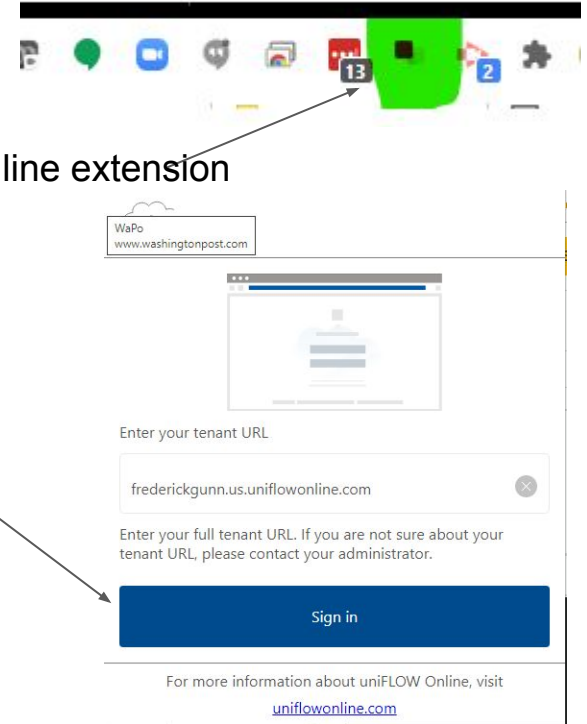 13
2
line extension
WaPo
www.washingtonpost.com
Enter your tenant URL
frederickgunn.us.uniflowonline.com
Enter your full tenant URL. If you are not sure about your
tenant URL, please contact your administrator.
Sign in
For more information about uniFLOW Online, visit
uniflowonline.com